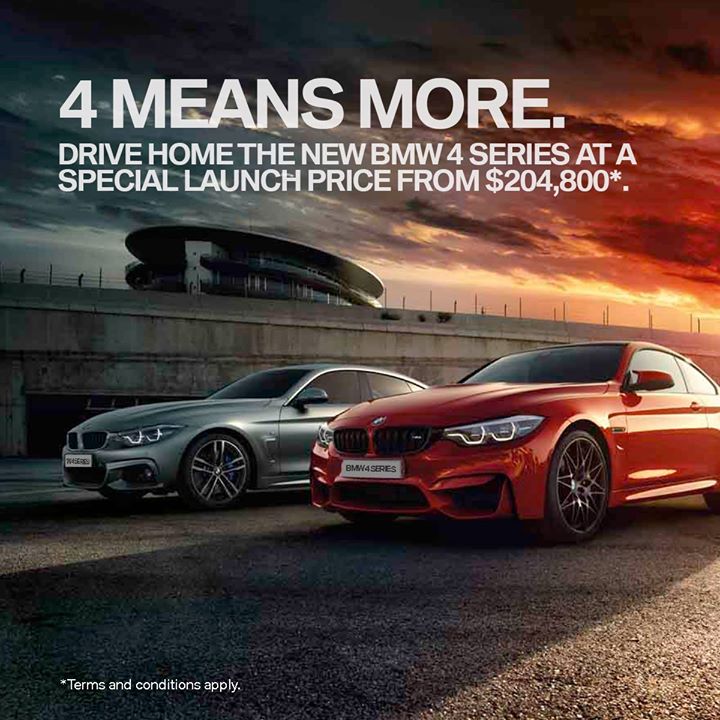 4 MEANS MORE.
DRIVE HOME THE NEW BMW 4 SERIES AT A
SPECIAL LAUNCH PRICE FROM $204,800*.
BMW 4 SERIES
*Terms and conditions apply.